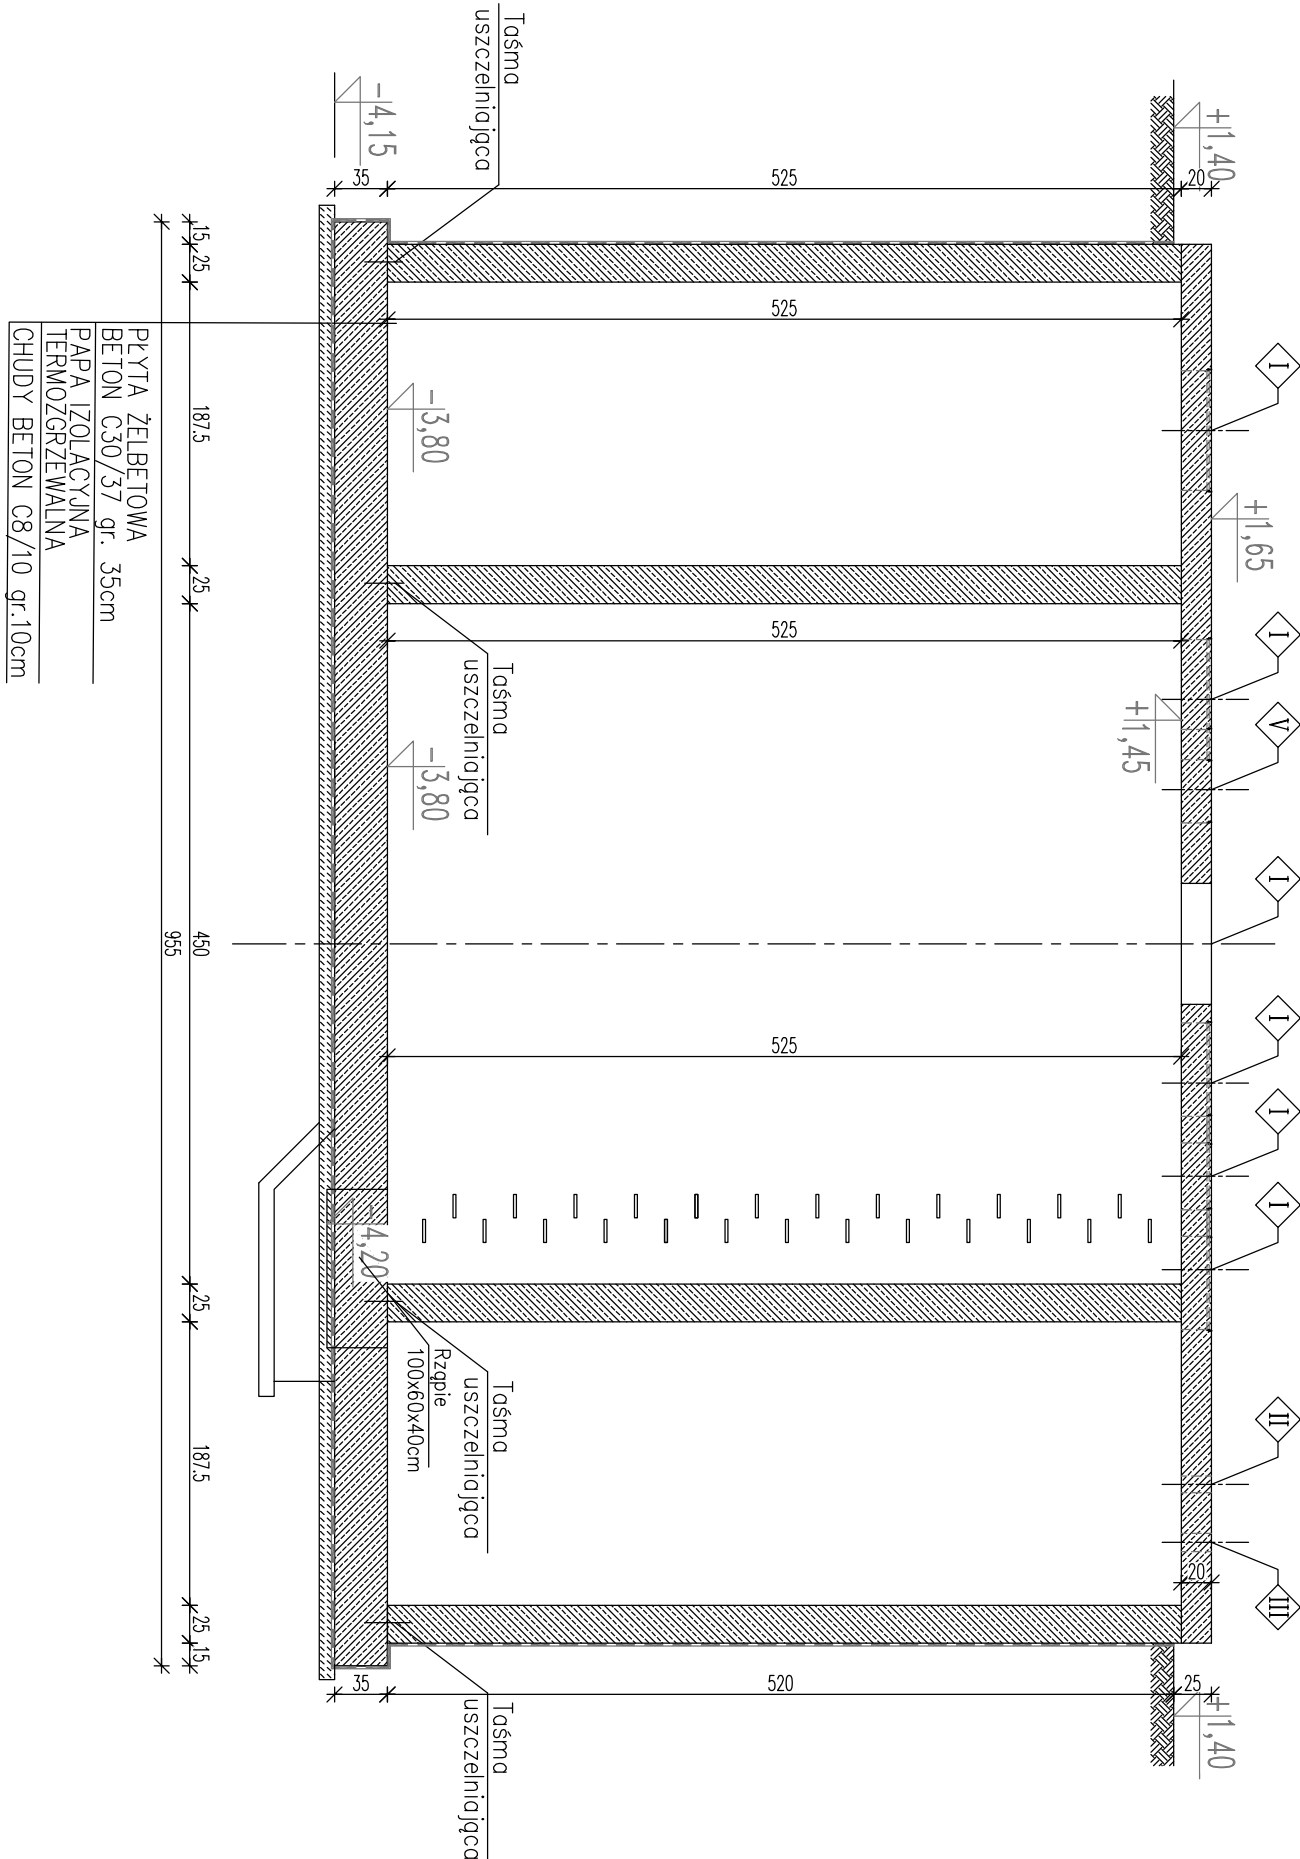 I
I
V
I
I
I
I
II
III
+1,40
+1,65
+1,45
+1,40
20
525
35
525
525
525
20
25
520
35
Taśma
uszczelniająca
-4,15
-3,80
-3,80
Taśma
uszczelniająca
-4,20
Rząpie
100x60x40cm
Taśma
uszczelniająca
Taśma
uszczelniająca
15
25
187.5
25
450
25
187.5
25
15
955
PŁYTA ŻELBETOWA
BETON C30/37 gr. 35cm
PAPA IZOLACYJNA
TERMOZGRZEWALNA
CHUDY BETON C8/10 gr.10cm